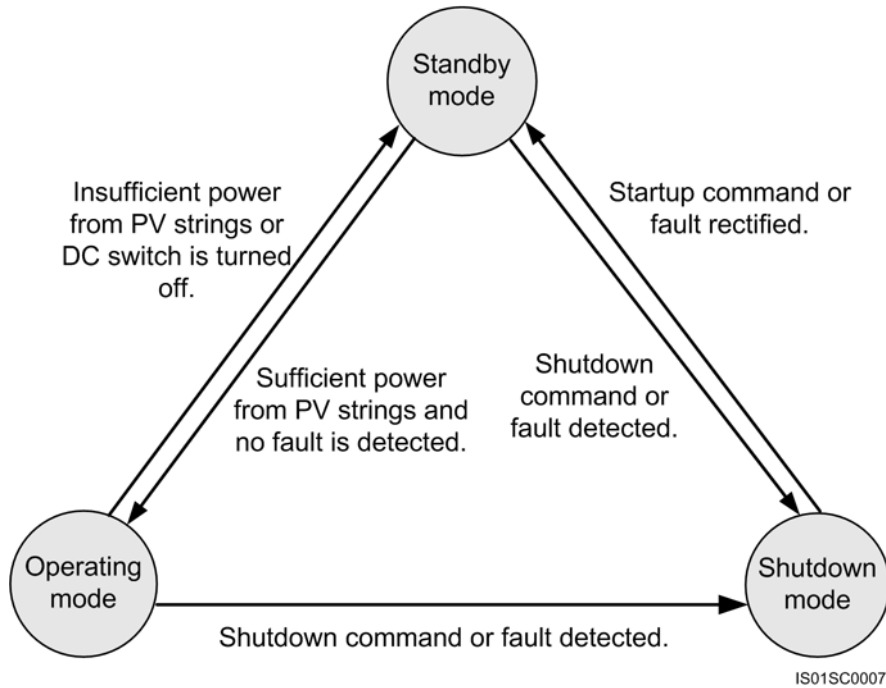 Standby
mode
Insufficient power
from PV strings or
DC switch is turned
off.
Startup command or
fault rectified.
Sufficient power
from PV strings and
no fault is detected.
Shutdown
command or
fault detected.
Operating
mode
Shutdown
mode
Shutdown command or fault detected.
IS01SC0007